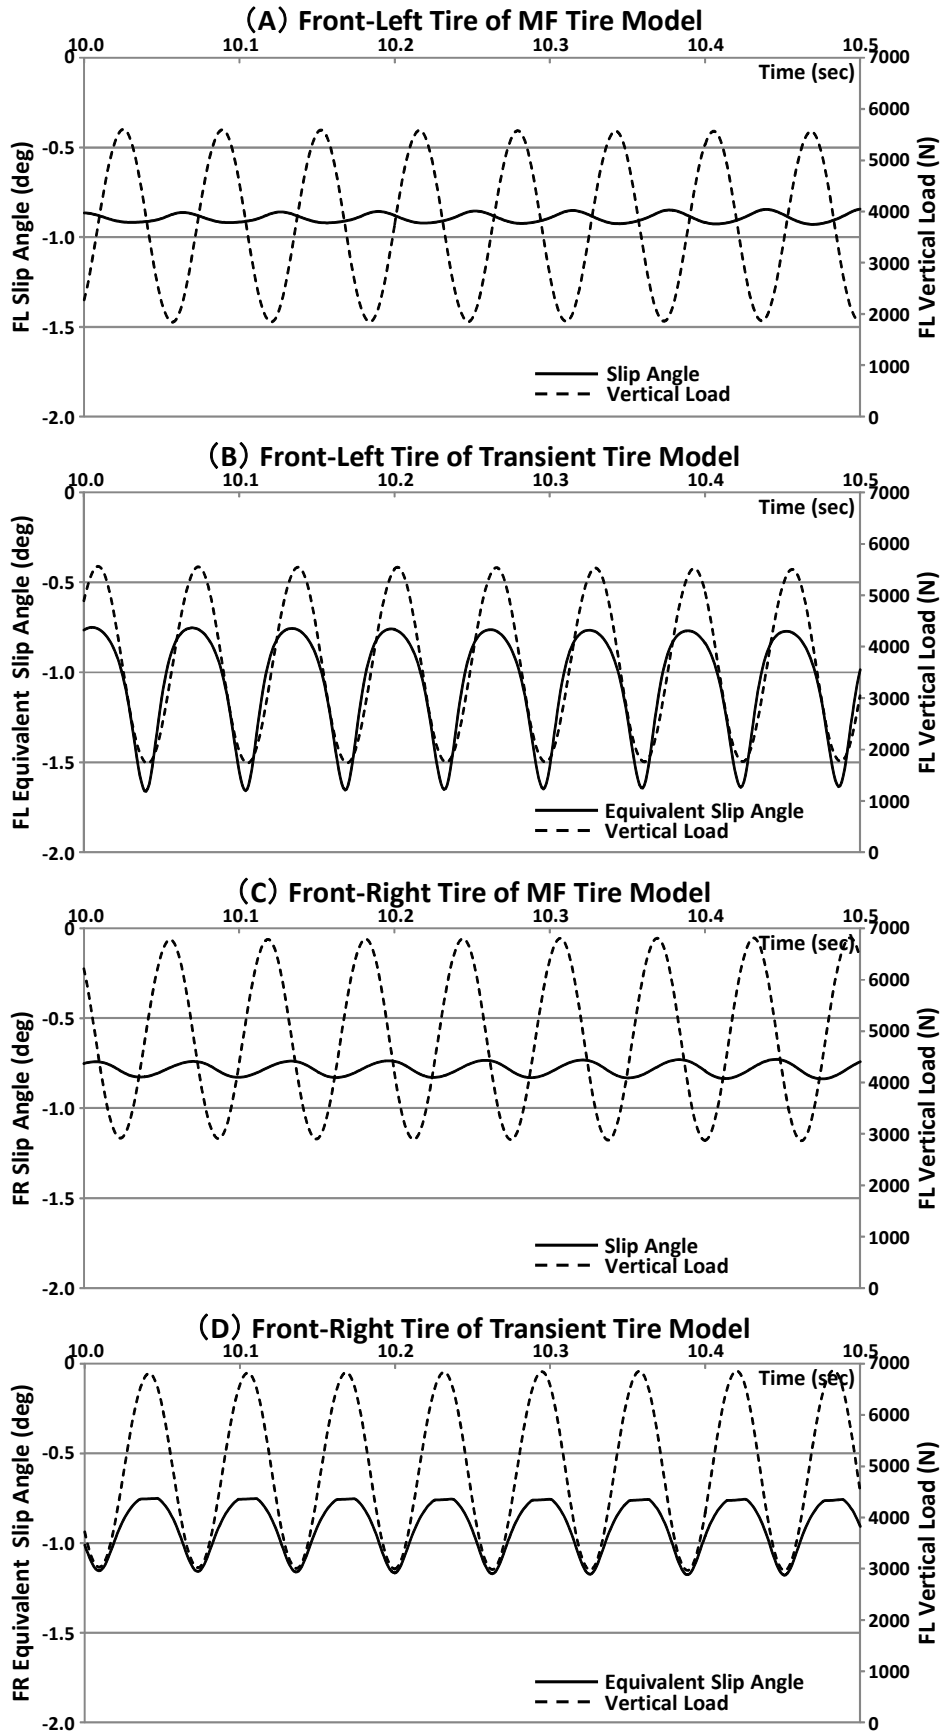 （A）Front-Left Tire of MF Tire Model
10.0 10.1 10.2 10.3 10.4 10.5
Time (sec)
0
-0.5
-1.0
-1.5
-2.0
FL Slip Angle (deg)
7000
6000
5000
4000
3000
2000
1000
0
FL Vertical Load (N)
Slip Angle
Vertical Load
（B）Front-Left Tire of Transient Tire Model
10.0 10.1 10.2 10.3 10.4 10.5
Time (sec)
0
-0.5
-1.0
-1.5
-2.0
FL Equivalent Slip Angle (deg)
7000
6000
5000
4000
3000
2000
1000
0
FL Vertical Load (N)
Equivalent Slip Angle
Vertical Load
（C）Front-Right Tire of MF Tire Model
10.0 10.1 10.2 10.3 10.4 10.5
Time (sec)
0
-0.5
-1.0
-1.5
-2.0
FR Slip Angle (deg)
7000
6000
5000
4000
3000
2000
1000
0
FL Vertical Load (N)
Slip Angle
Vertical Load
（D）Front-Right Tire of Transient Tire Model
10.0 10.1 10.2 10.3 10.4 10.5
Time (sec)
0
-0.5
-1.0
-1.5
-2.0
FR Equivalent Slip Angle (deg)
7000
6000
5000
4000
3000
2000
1000
0
FL Vertical Load (N)
Equivalent Slip Angle
Vertical Load